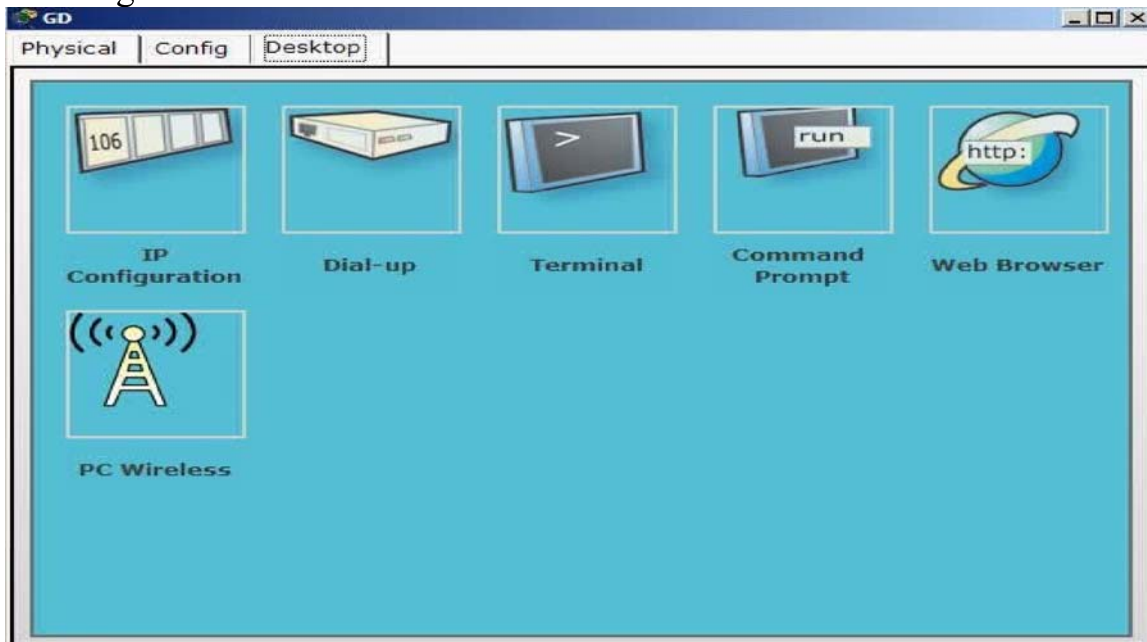 GD
Physical Config Desktop
106
>
run
http:
IP
Configuration
Dial-up
Terminal
Command
Prompt
Web Browser
PC Wireless